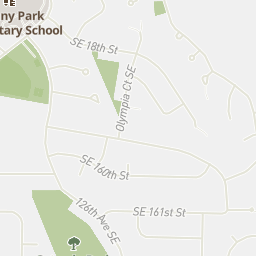 ny Park
tary School
SE 18th St
Olympia Ct SE
SE 160th St
126th Ave SE
SE 161st St